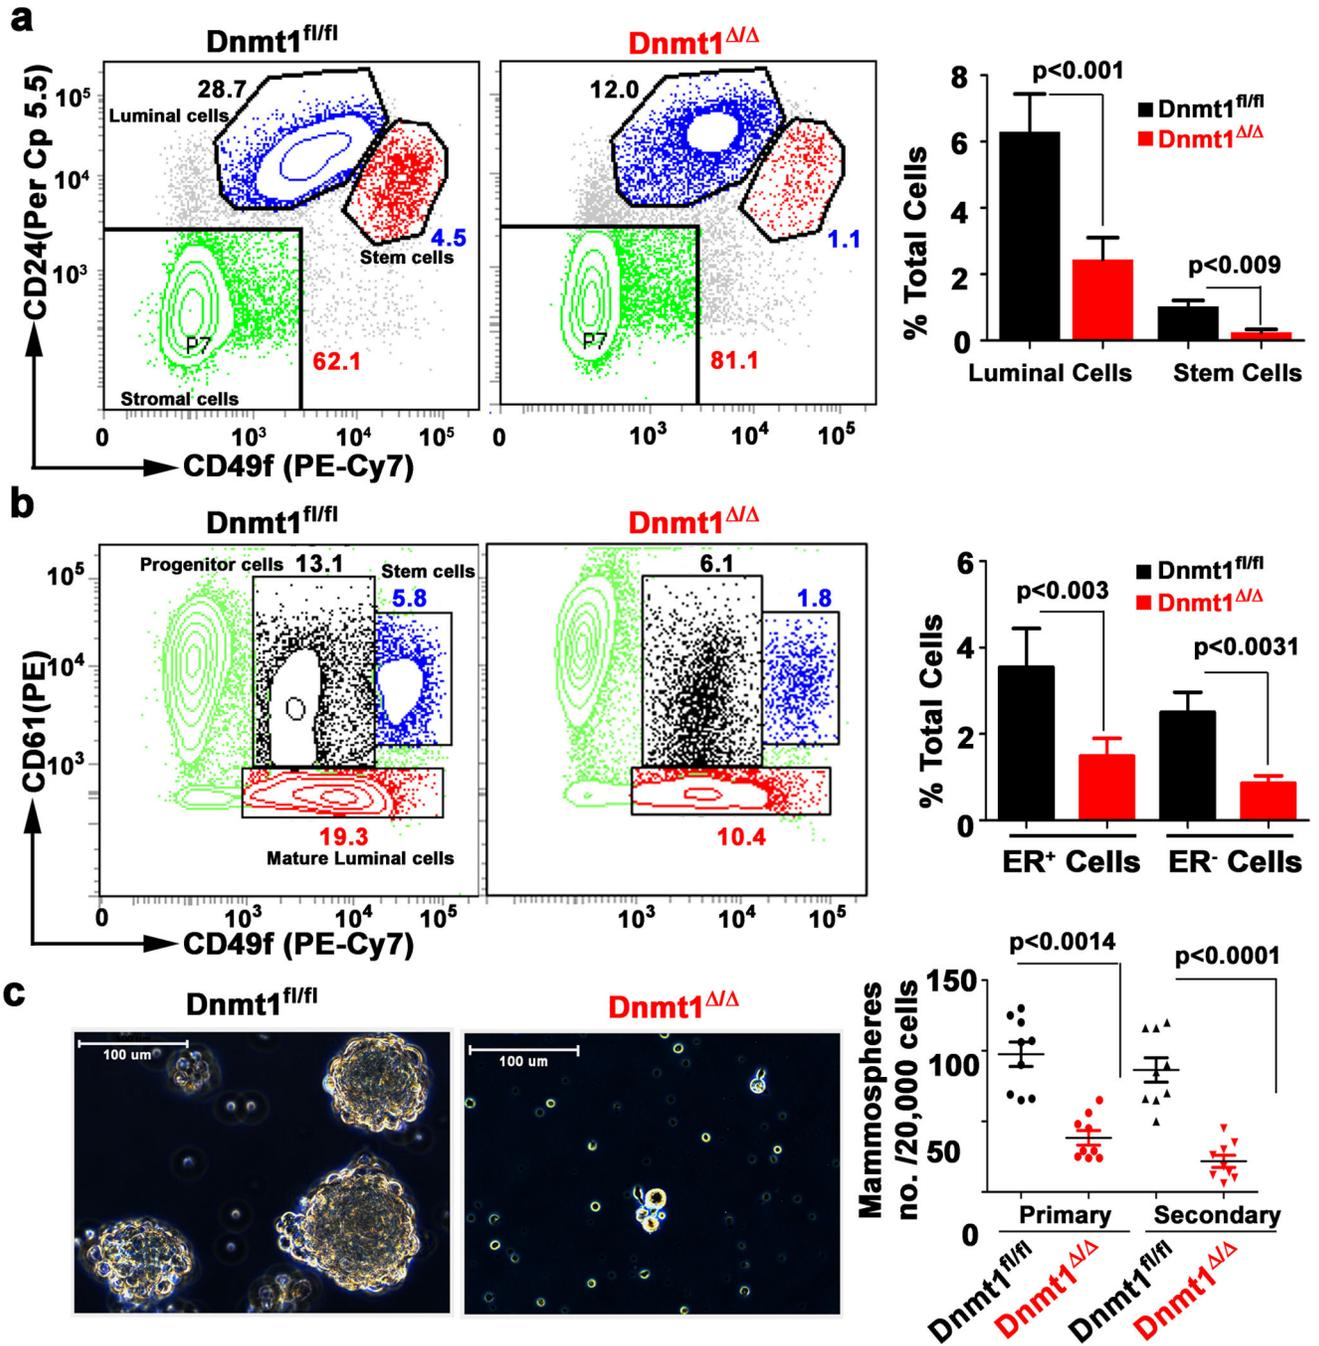 a
Dnmt1fl/fl
Dnmt1Δ/Δ
CD24(Per Cp 5.5)
10⁵
10⁴
10³
28.7
Luminal cells
4.5
Stem cells
P7
62.1
Stromal cells
0
10³
10⁴
10⁵
CD49f (PE-Cy7)
12.0
1.1
P7
81.1
0
10³
10⁴
10⁵
% Total Cells
8
6
4
2
0
p<0.001
Dnmt1fl/fl
Dnmt1Δ/Δ
p<0.009
Luminal Cells
Stem Cells
b
Dnmt1fl/fl
Dnmt1Δ/Δ
CD61(PE)
10⁵
10⁴
10³
Progenitor cells 13.1
Stem cells
5.8
19.3
Mature Luminal cells
0
10³
10⁴
10⁵
CD49f (PE-Cy7)
6.1
1.8
10.4
10³
10⁴
10⁵
% Total Cells
6
4
2
0
p<0.003
Dnmt1fl/fl
Dnmt1Δ/Δ
p<0.0031
ER⁺ Cells
ER⁻ Cells
c
Dnmt1fl/fl
Dnmt1Δ/Δ
100 um
100 um
Mammospheres
no. /20,000 cells
150
100
50
0
p<0.0014
p<0.0001
Primary
Secondary
Dnmt1fl/fl
Dnmt1Δ/Δ
Dnmt1fl/fl
Dnmt1Δ/Δ